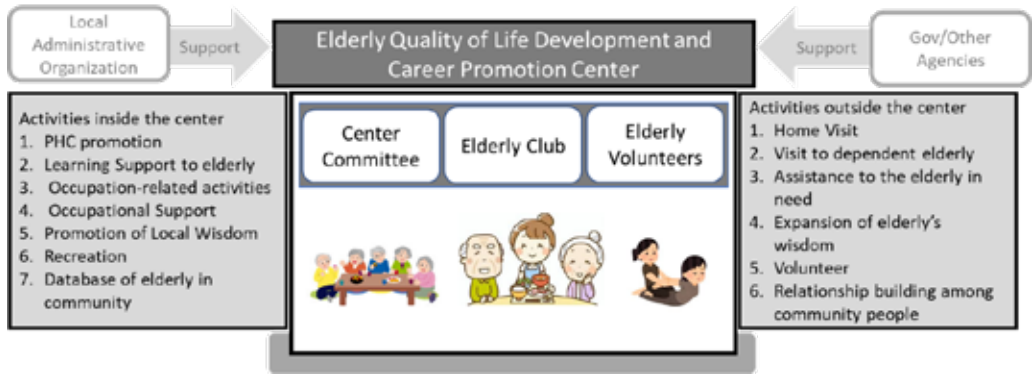 Local
Administrative
Organization
Support
Elderly Quality of Life Development and
Career Promotion Center
Support
Gov/Other
Agencies
Activities inside the center
1. PHC promotion
2. Learning Support to elderly
3. Occupation-related activities
4. Occupational Support
5. Promotion of Local Wisdom
6. Recreation
7. Database of elderly in
community
Center
Committee
Elderly Club
Elderly
Volunteers
Activities outside the center
1. Home Visit
2. Visit to dependent elderly
3. Assistance to the elderly in
need
4. Expansion of elderly's
wisdom
5. Volunteer
6. Relationship building among
community people